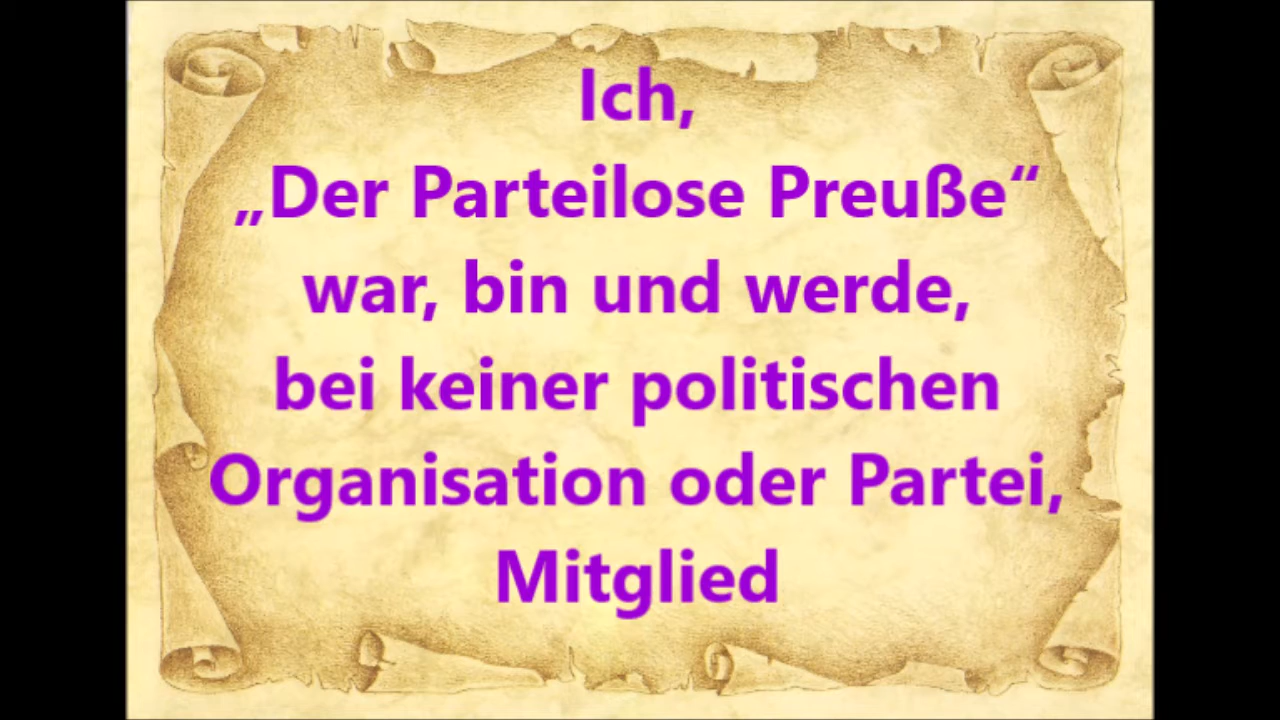 Ich,
„Der Parteilose Preuße“
war, bin und werde,
bei keiner politischen
Organisation oder Partei,
Mitglied